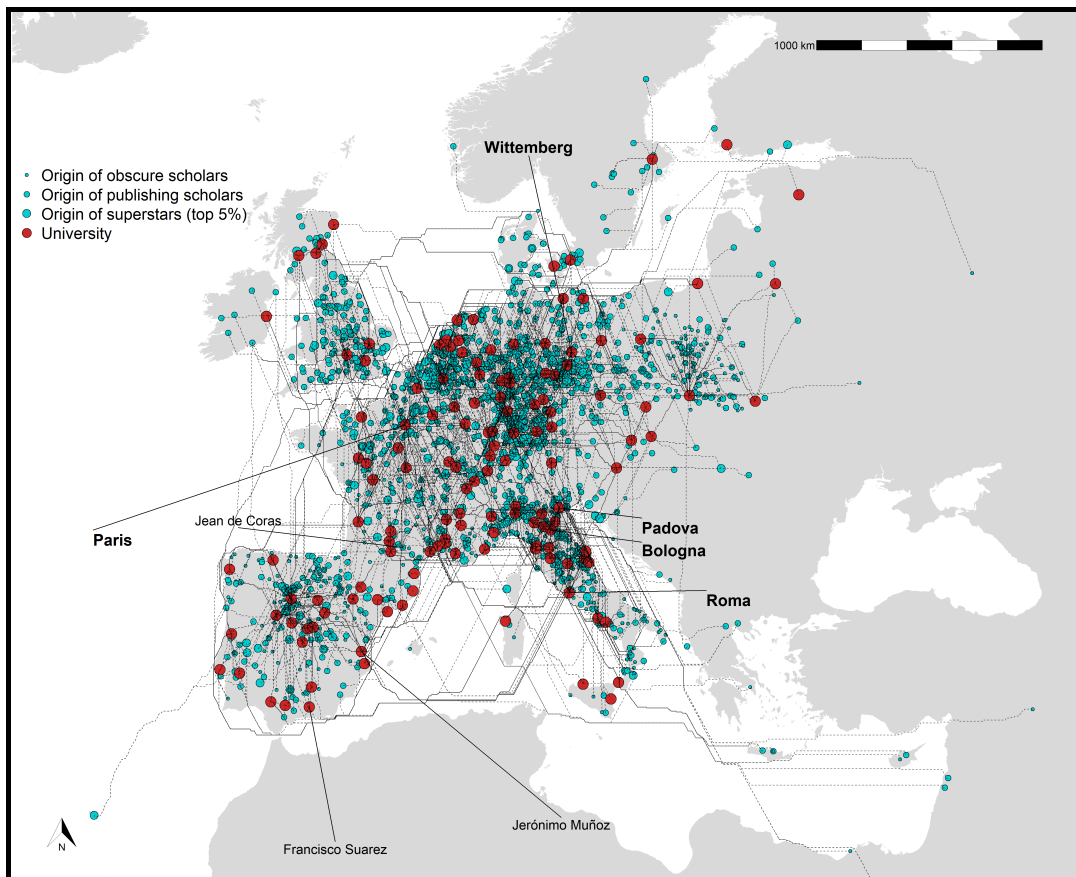 1000 km
Wittemberg
Origin of obscure scholars
Origin of publishing scholars
Origin of superstars (top 5%)
University
Jean de Coras
Padova
Paris
Bologna
Roma
Jerónimo Muñoz
N
Francisco Suarez